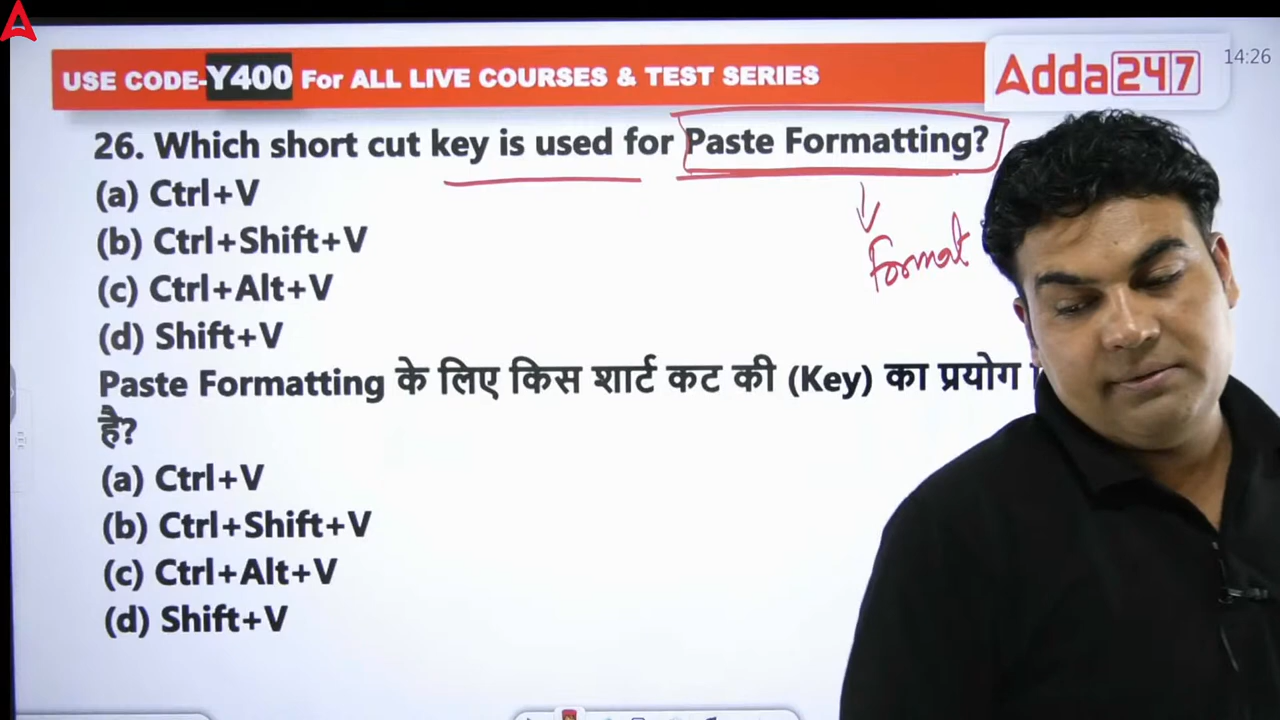 USE CODE-Y400 For ALL LIVE COURSES & TEST SERIES
Adda247
14:26
26. Which short cut key is used for Paste Formatting?
(a) Ctrl+V
(b) Ctrl+Shift+V
Format
(c) Ctrl+Alt+V
(d) Shift+V
Paste Formatting के लिए किस शार्ट कट की (Key) का प्रयोग
है?
(a) Ctrl+V
(b) Ctrl+Shift+V
(c) Ctrl+Alt+V
(d) Shift+V